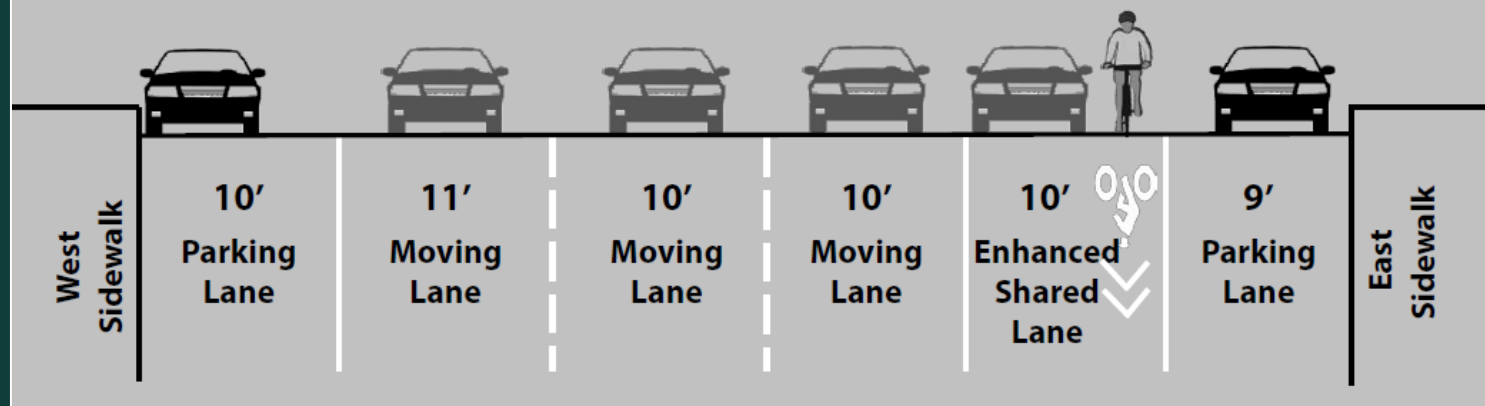 West
Sidewalk
10’
Parking
Lane
11’
Moving
Lane
10’
Moving
Lane
10’
Moving
Lane
10’
Enhanced
Shared
Lane
9’
Parking
Lane
East
Sidewalk